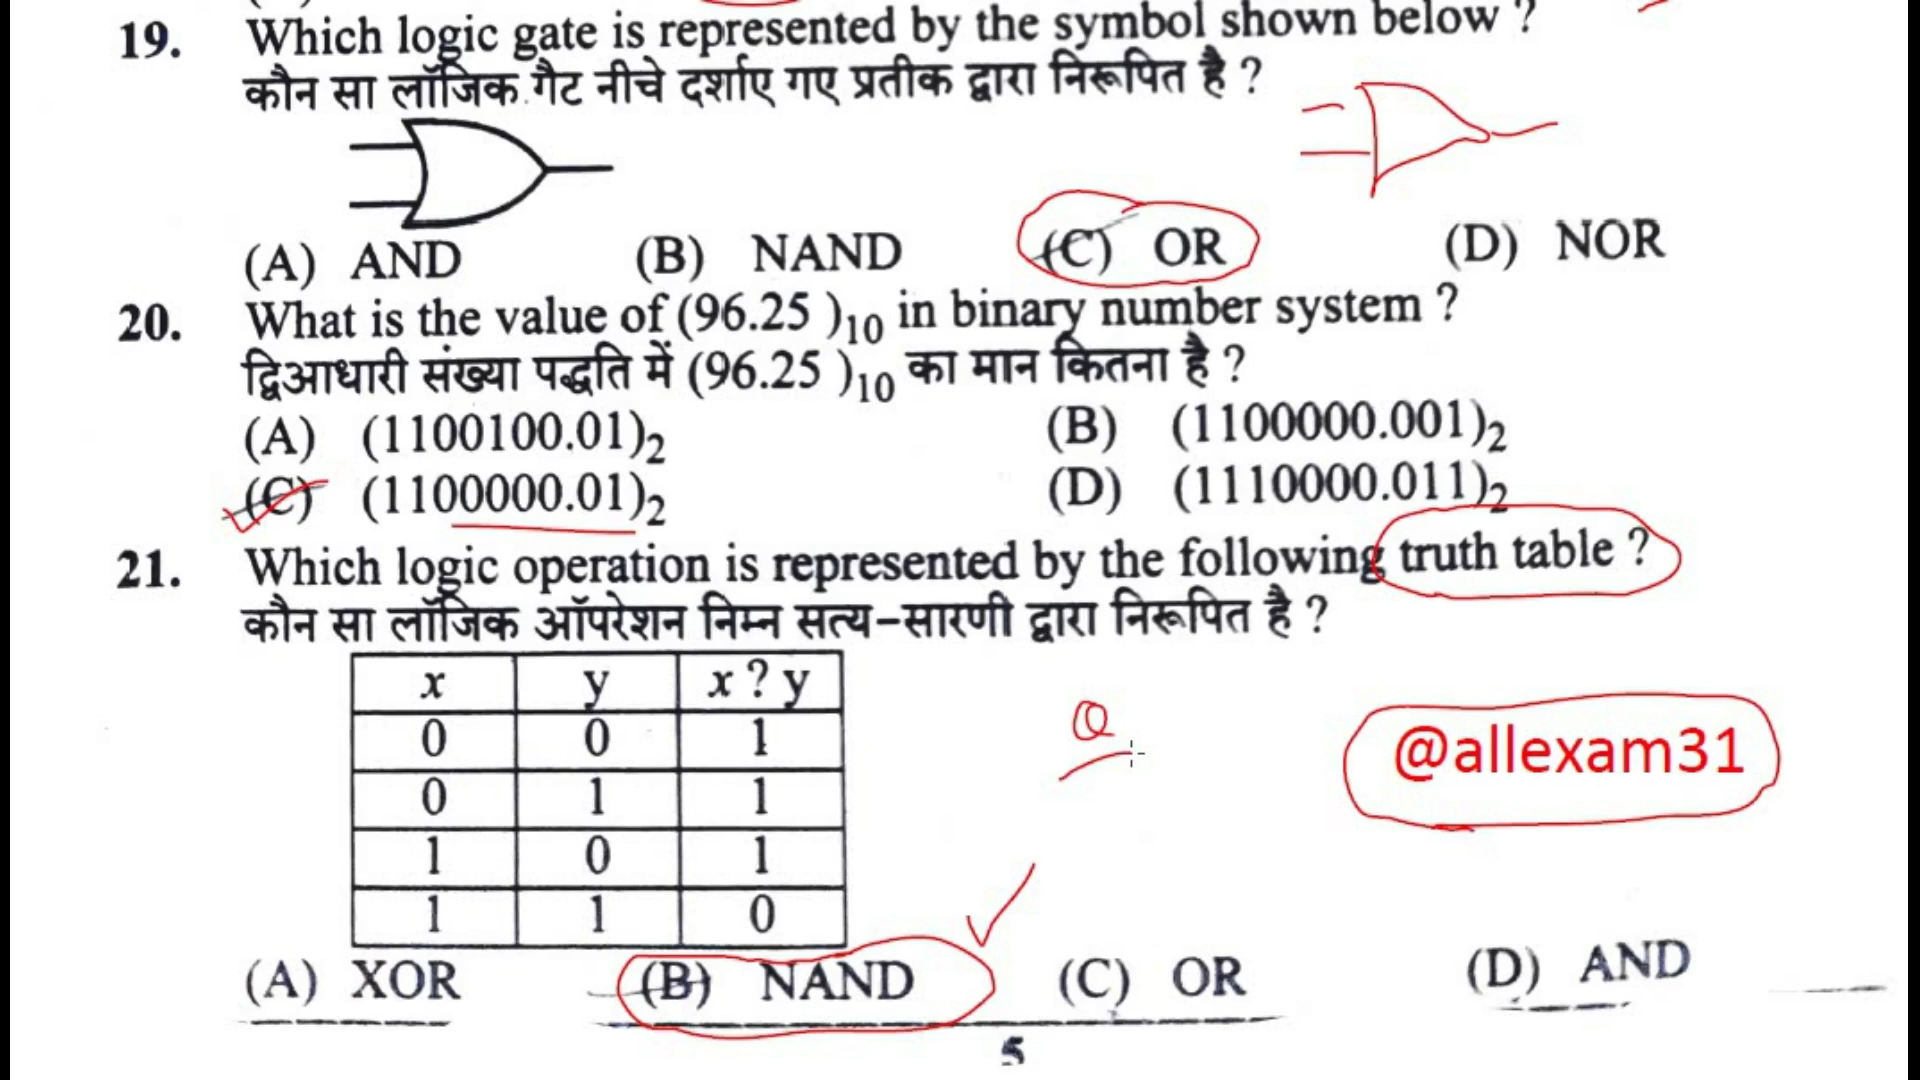 19. Which logic gate is represented by the symbol shown below ?
कौन सा लॉजिक गैट नीचे दर्शाए गए प्रतीक द्वारा निरूपित है ?
(A) AND (B) NAND (C) OR (D) NOR
20. What is the value of (96.25 )10 in binary number system ?
द्विआधारी संख्या पद्धति में (96.25 )10 का मान कितना है ?
(A) (1100100.01)2 (B) (1100000.001)2
(C) (1100000.01)2 (D) (1110000.011)2
21. Which logic operation is represented by the following truth table ?
कौन सा लॉजिक ऑपरेशन निम्न सत्य-सारणी द्वारा निरूपित है ?
x y x ? y
0 0 1
0 1 1
1 0 1
1 1 0
@allexam31
(A) XOR (B) NAND (C) OR (D) AND
5